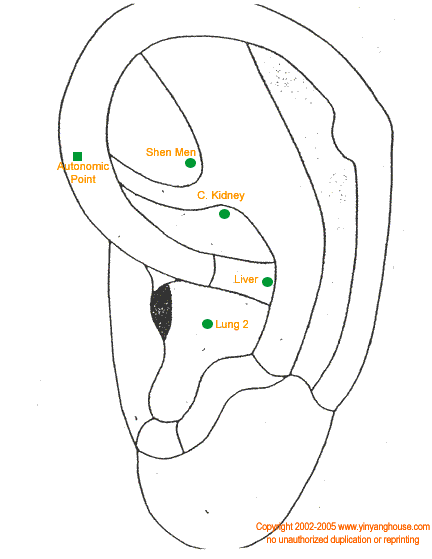 Shen Men
Autonomic
Point
C. Kidney
Liver
Lung 2
Copyright 2002-2005 www.yinyanghouse.com
no unauthorized duplication or reprinting